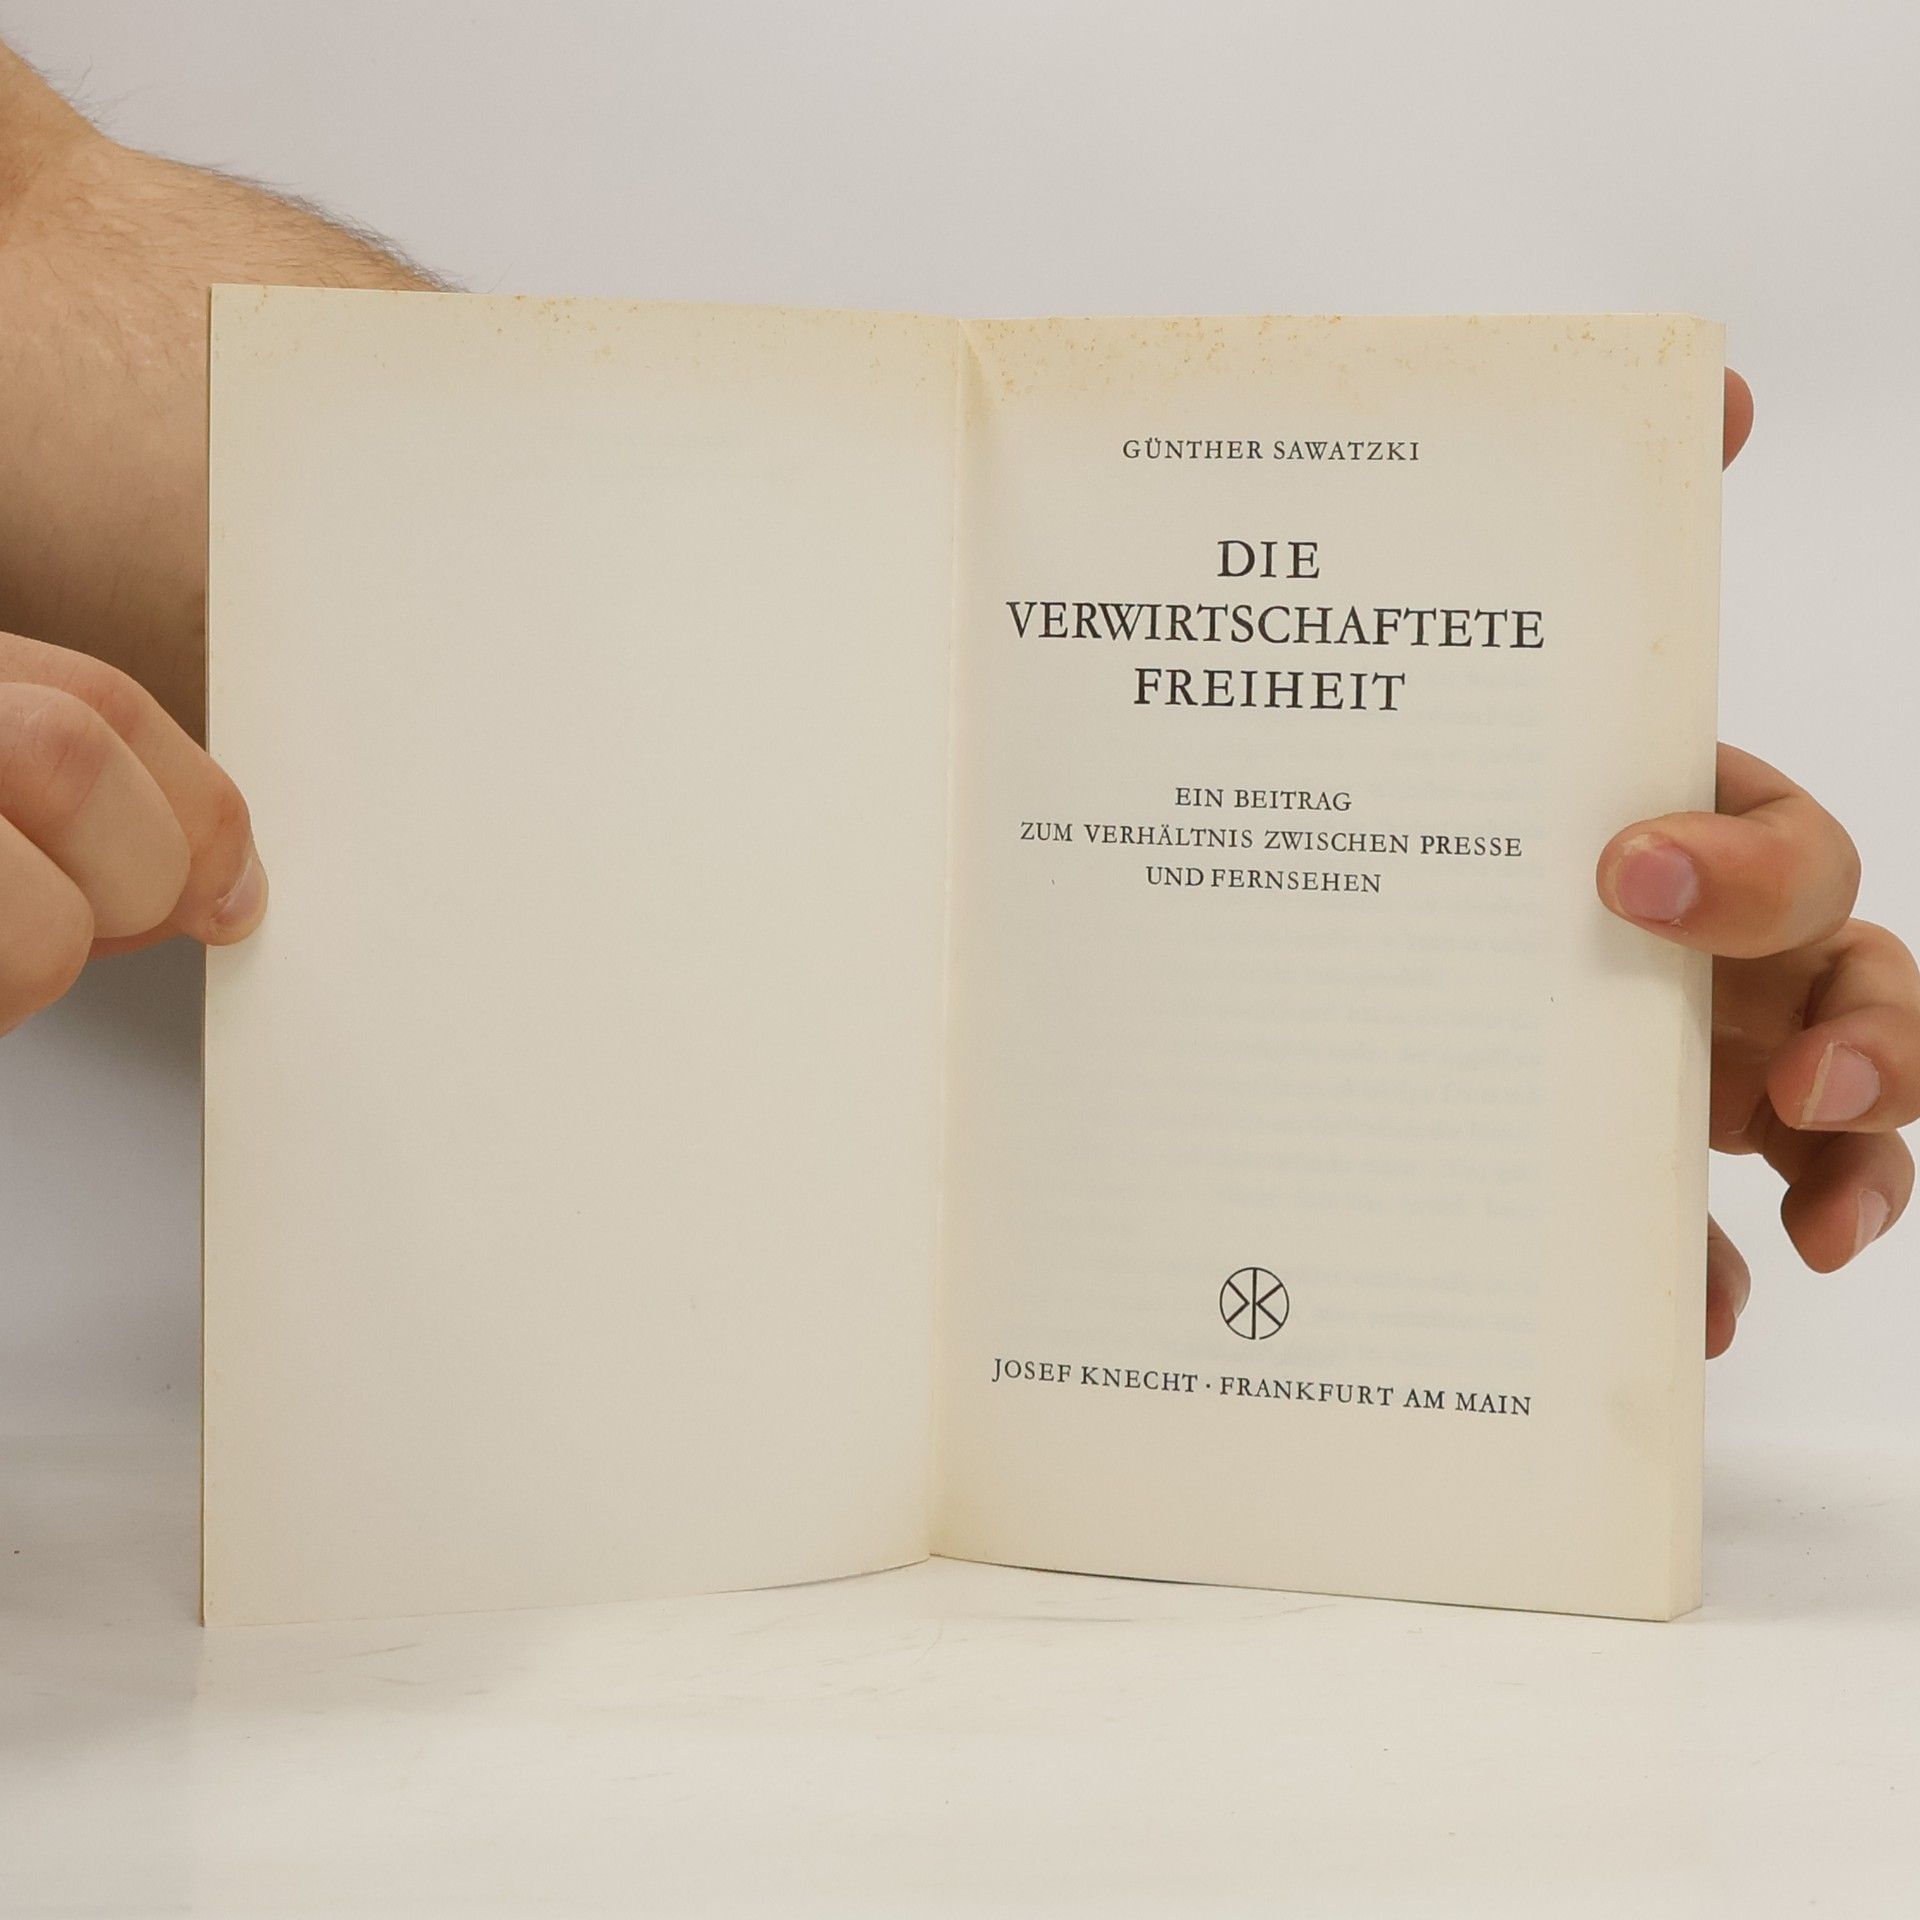 GÜNTHER SAWATZKI
DIE
VERWIRTSCHAFTETE
FREIHEIT
EIN BEITRAG
ZUM VERHÄLTNIS ZWISCHEN PRESSE
UND FERNSEHEN
JOSEF KNECHT · FRANKFURT AM MAIN